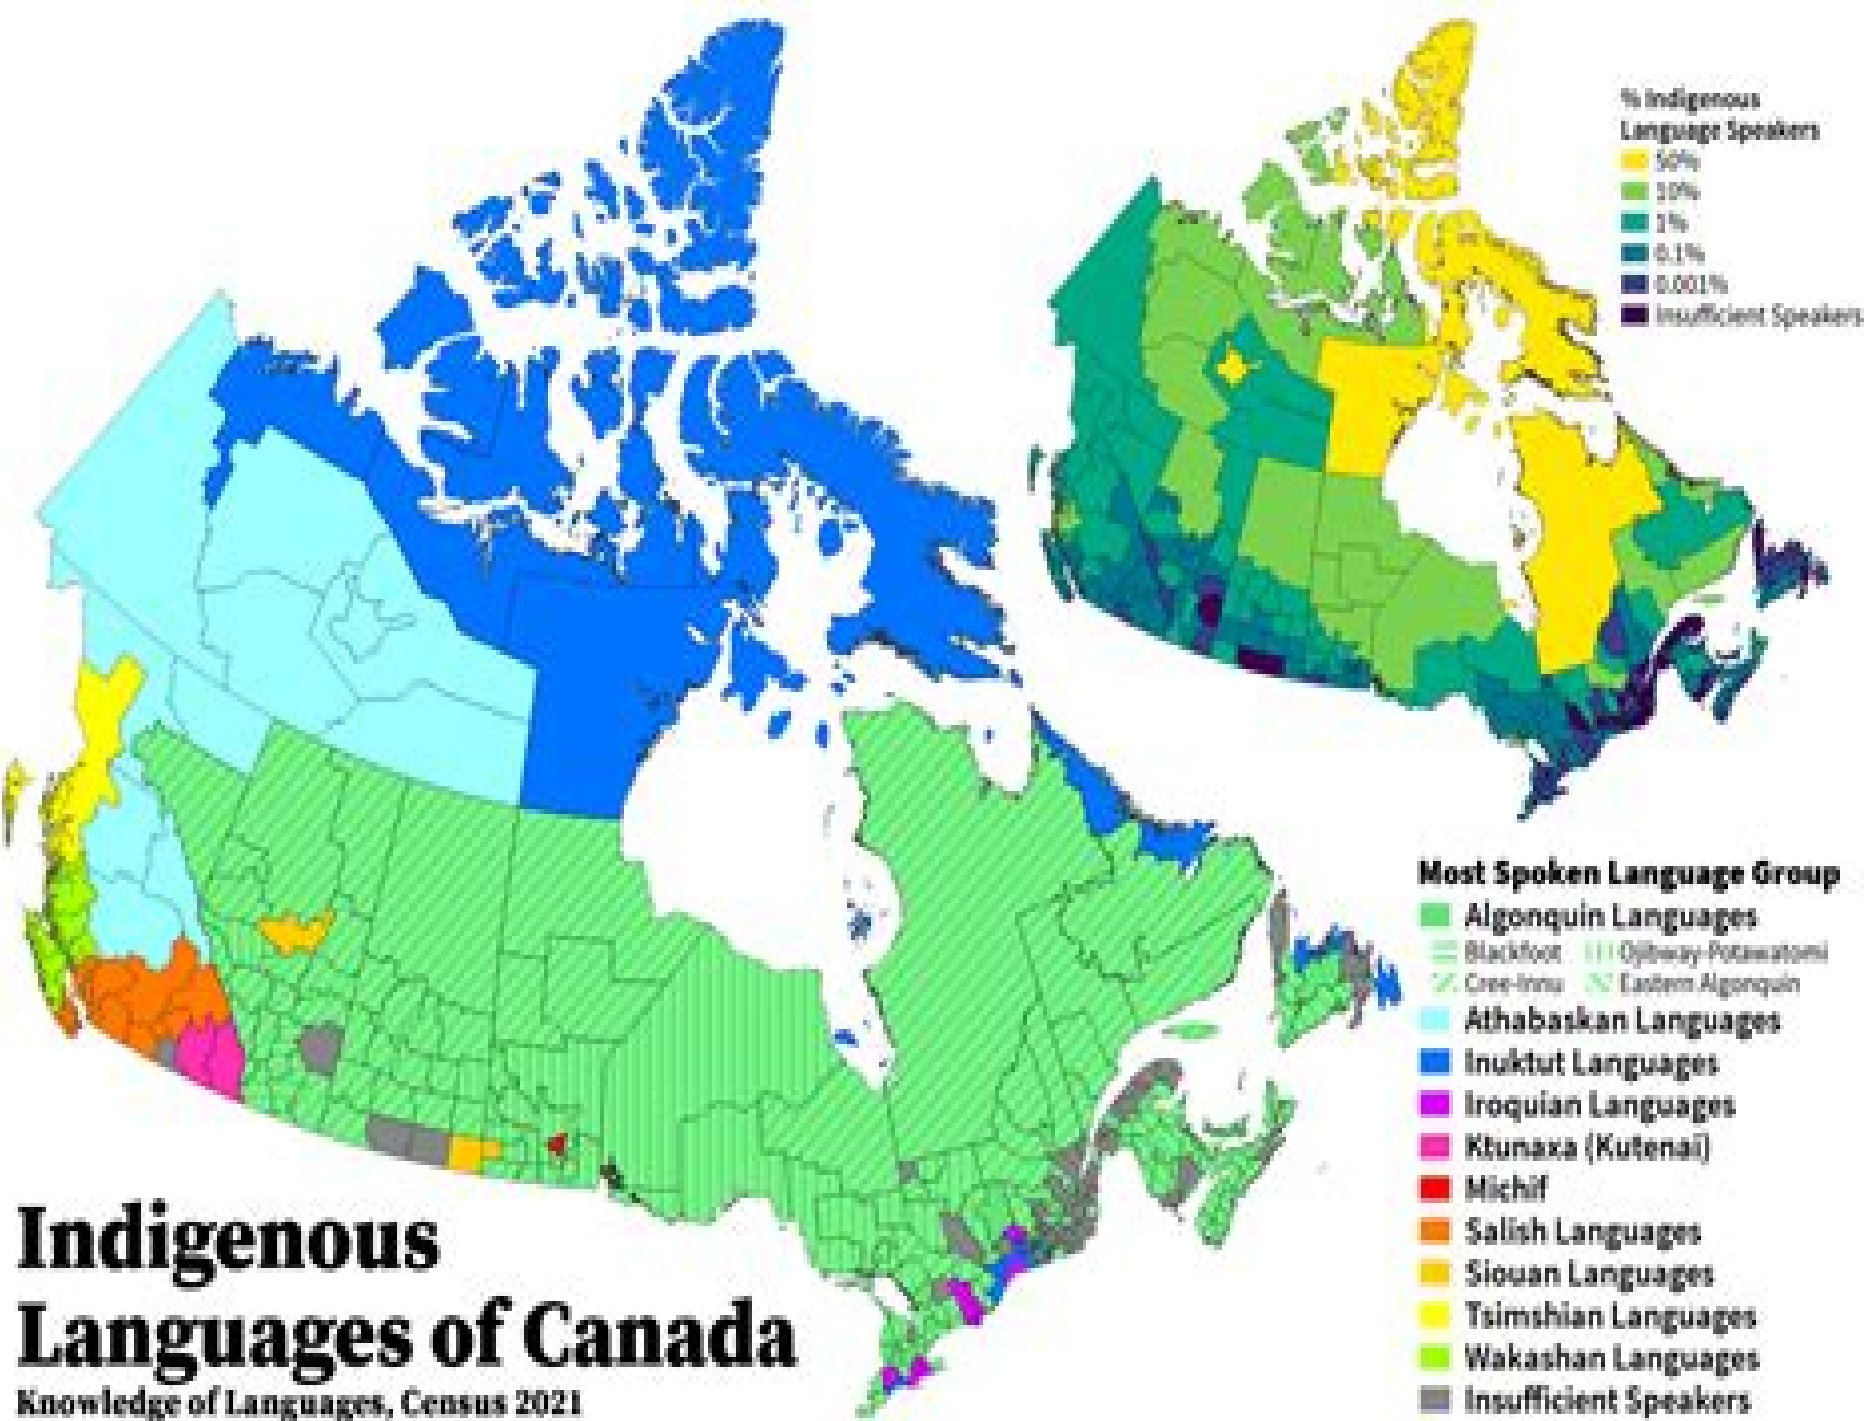 % Indigenous
Language Speakers
50%
10%
1%
0.1%
0.001%
Insufficient Speakers
Most Spoken Language Group
Algonquin Languages
Blackfoot Ojibway-Potawatomi
Cree-Innu Eastern Algonquin
Athabaskan Languages
Inuktut Languages
Iroquian Languages
Ktunaxa (Kutenai)
Michif
Salish Languages
Siouan Languages
Tsimshian Languages
Wakashan Languages
Insufficient Speakers
Indigenous
Languages of Canada
Knowledge of Languages, Census 2021